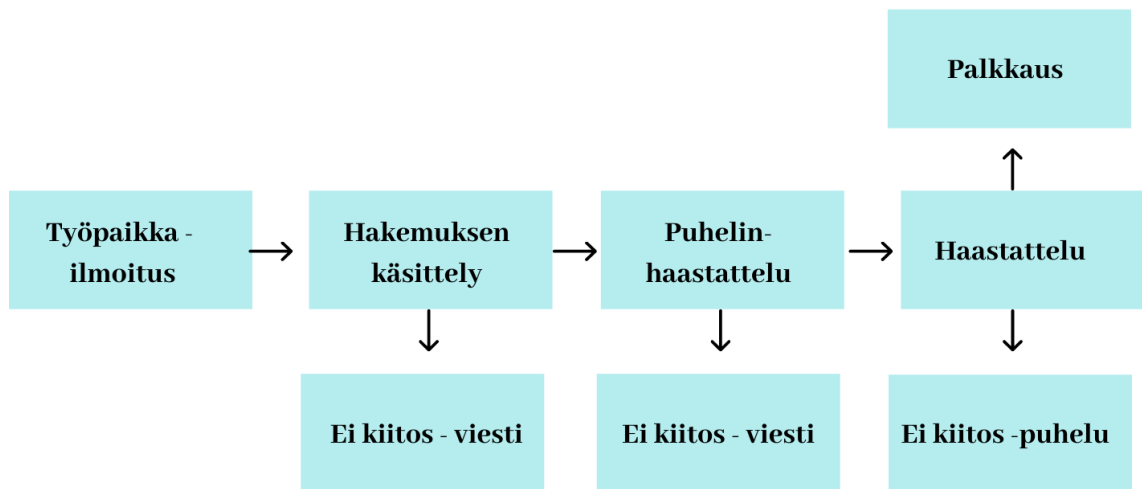 Palkkaus
Työpaikka -
ilmoitus
Hakemuksen
käsittely
Puhelin-
haastattelu
Haastattelu
Ei kiitos - viesti
Ei kiitos - viesti
Ei kiitos -puhelu